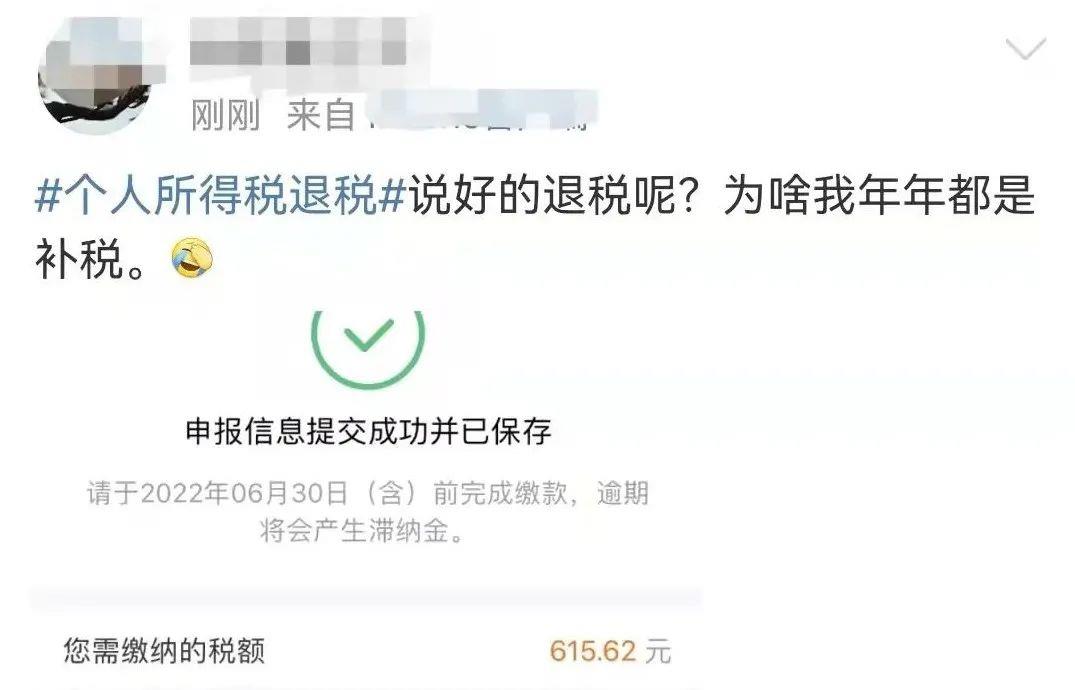 刚刚 来自
#个人所得税退税#说好的退税呢？为啥我年年都是
补税。🤣
申报信息提交成功并已保存
请于2022年06月30日（含）前完成缴款，逾期
将会产生滞纳金。
您需缴纳的税额 615.62 元